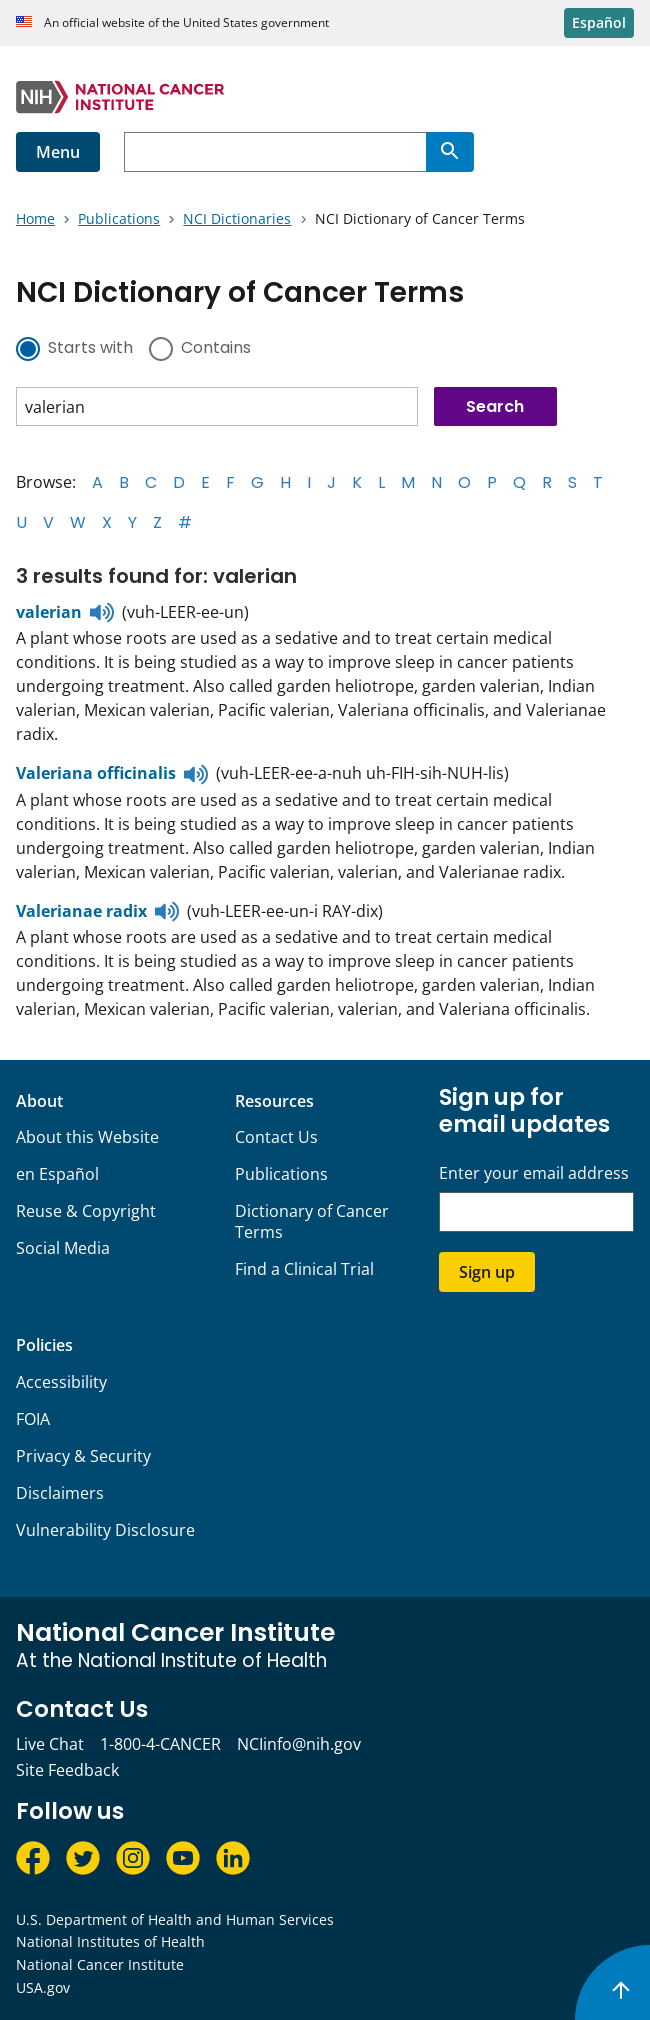 An official website of the United States government
Español
NIH NATIONAL CANCER
INSTITUTE
Menu
Home Publications NCI Dictionaries NCI Dictionary of Cancer Terms
NCI Dictionary of Cancer Terms
Starts with Contains
valerian Search
Browse: A B C D E F G H I J K L M N O P Q R S T
U V W X Y Z #
3 results found for: valerian
valerian (vuh-LEER-ee-un)
A plant whose roots are used as a sedative and to treat certain medical
conditions. It is being studied as a way to improve sleep in cancer patients
undergoing treatment. Also called garden heliotrope, garden valerian, Indian
valerian, Mexican valerian, Pacific valerian, Valeriana officinalis, and Valerianae
radix.
Valeriana officinalis (vuh-LEER-ee-a-nuh uh-FIH-sih-NUH-lis)
A plant whose roots are used as a sedative and to treat certain medical
conditions. It is being studied as a way to improve sleep in cancer patients
undergoing treatment. Also called garden heliotrope, garden valerian, Indian
valerian, Mexican valerian, Pacific valerian, valerian, and Valerianae radix.
Valerianae radix (vuh-LEER-ee-un-i RAY-dix)
A plant whose roots are used as a sedative and to treat certain medical
conditions. It is being studied as a way to improve sleep in cancer patients
undergoing treatment. Also called garden heliotrope, garden valerian, Indian
valerian, Mexican valerian, Pacific valerian, valerian, and Valeriana officinalis.
About
About this Website
en Español
Reuse & Copyright
Social Media
Resources
Contact Us
Publications
Dictionary of Cancer
Terms
Find a Clinical Trial
Sign up for
email updates
Enter your email address
Sign up
Policies
Accessibility
FOIA
Privacy & Security
Disclaimers
Vulnerability Disclosure
National Cancer Institute
At the National Institute of Health
Contact Us
Live Chat 1-800-4-CANCER NCIinfo@nih.gov
Site Feedback
Follow us
U.S. Department of Health and Human Services
National Institutes of Health
National Cancer Institute
USA.gov